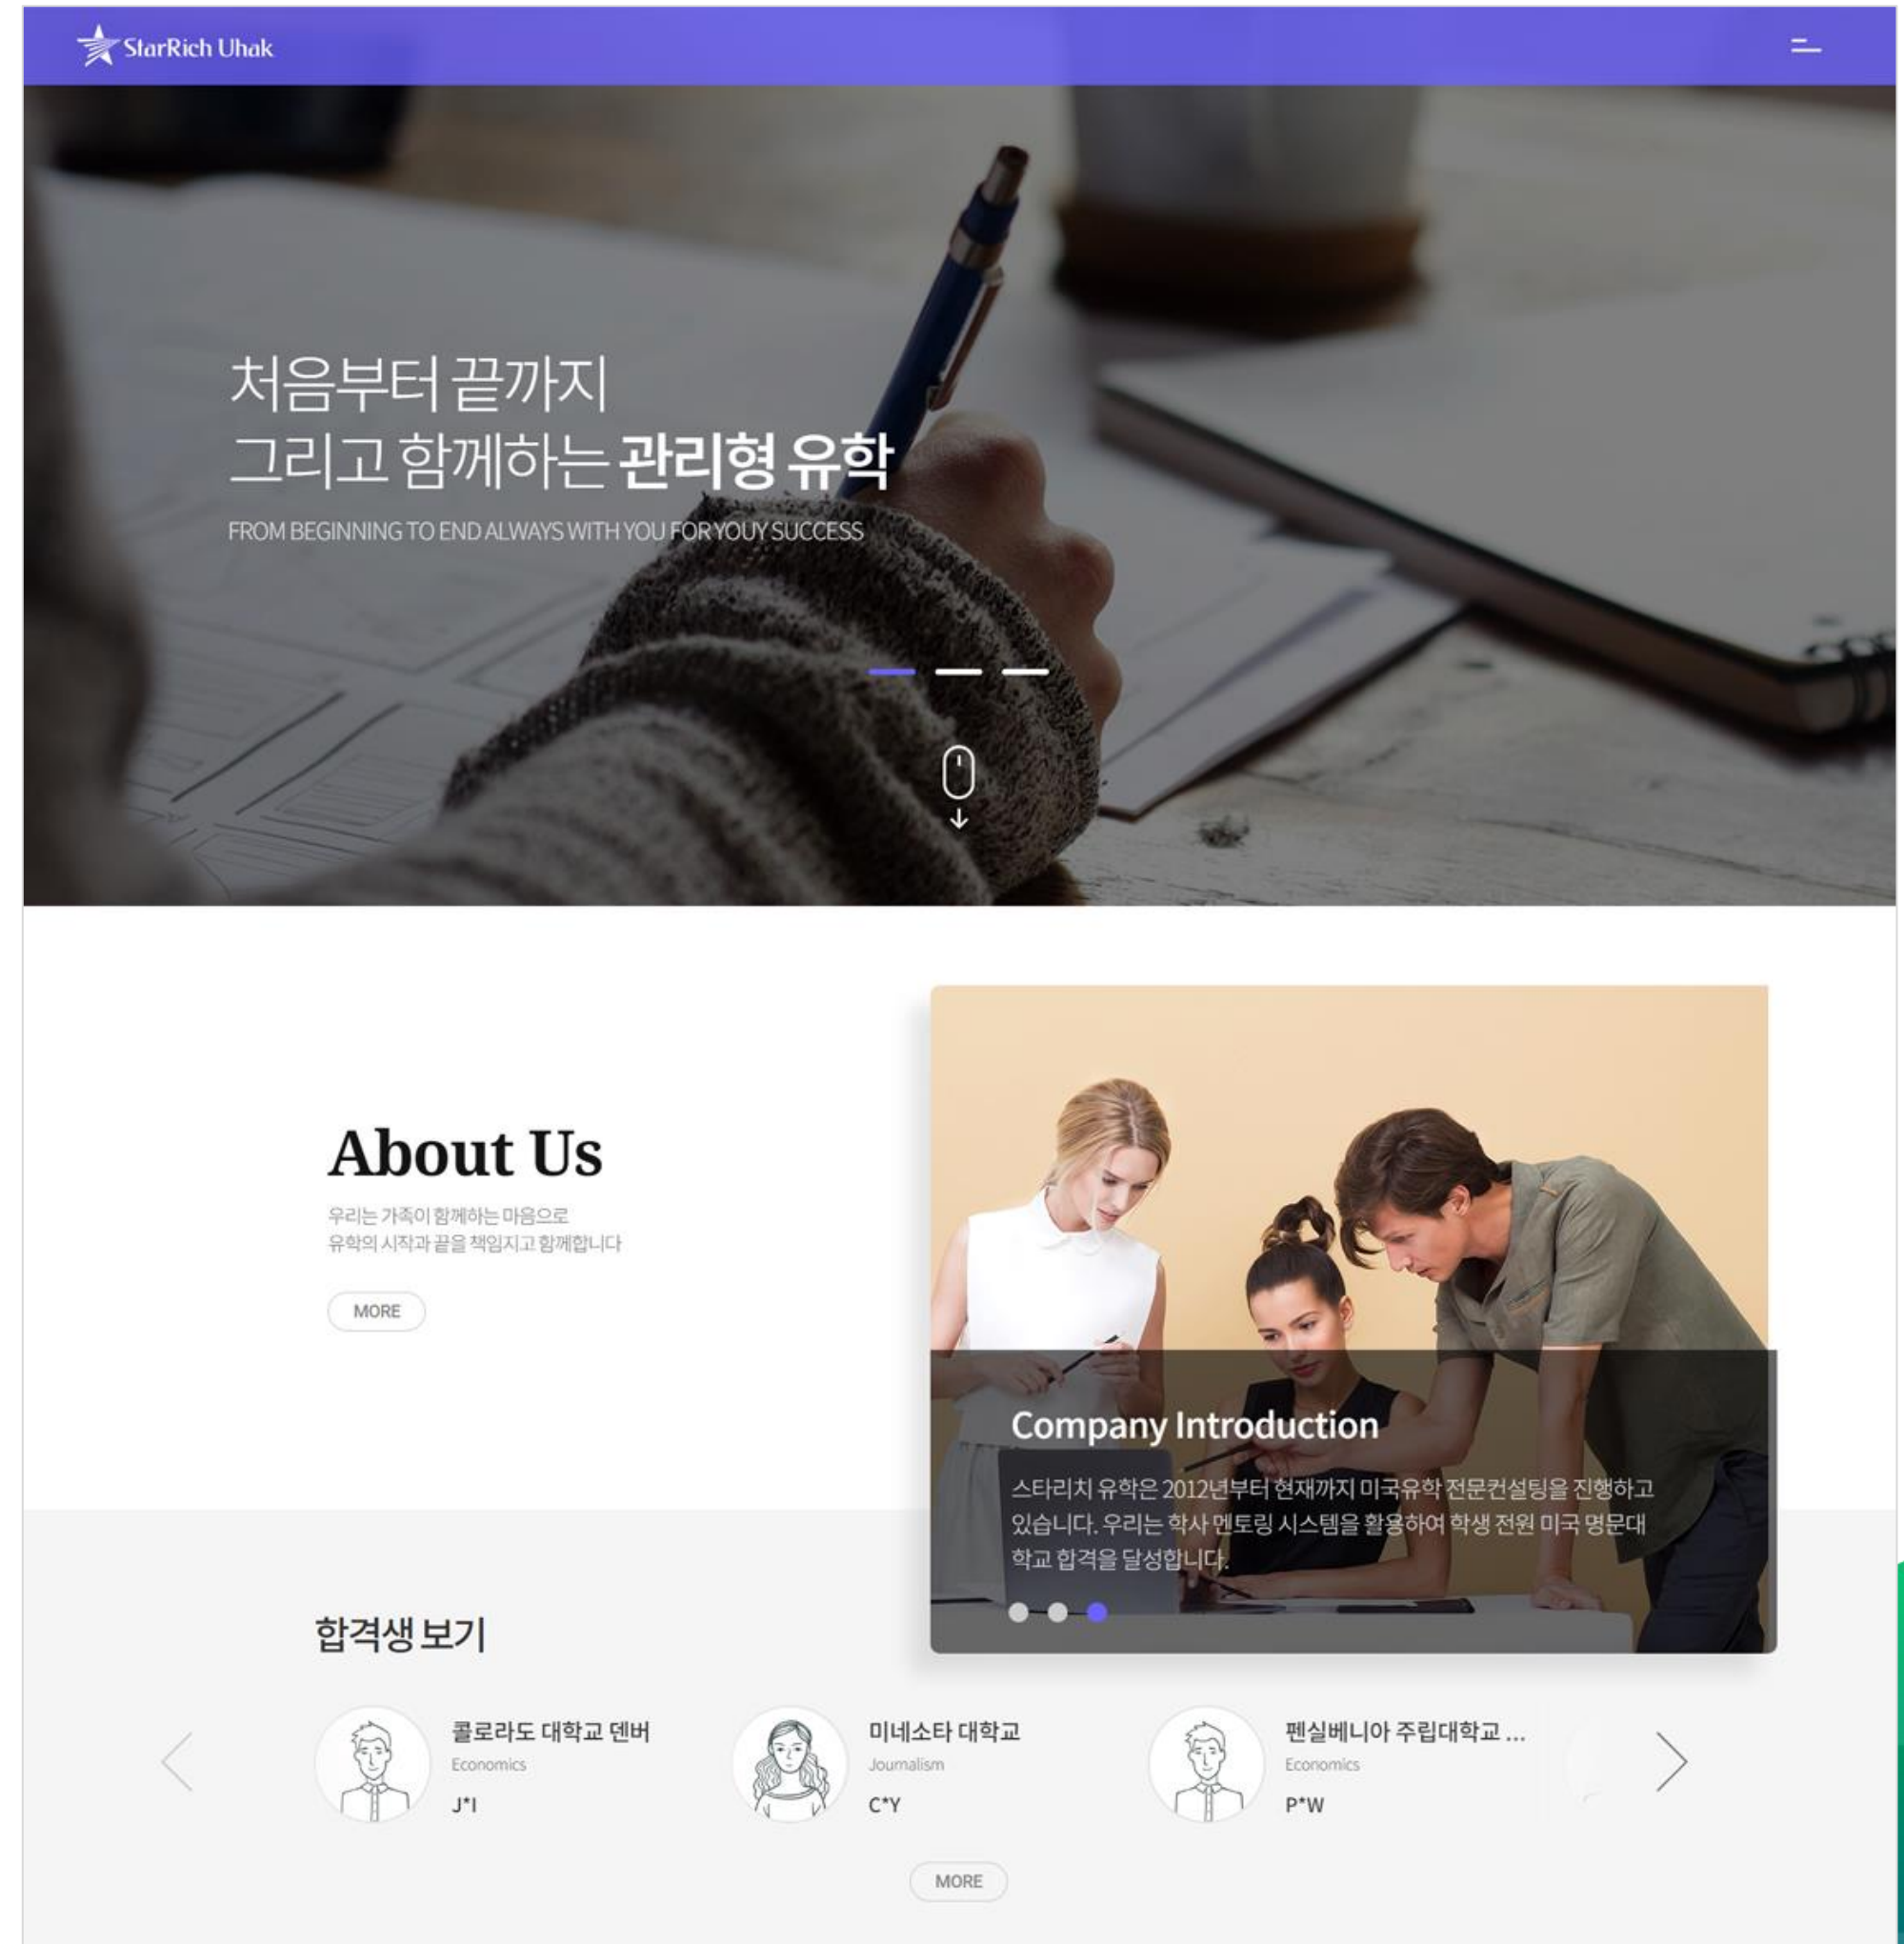 StarRich Uhak
처음부터 끝까지
그리고 함께하는 관리형 유학
FROM BEGINNING TO END ALWAYS WITH YOU FOR YOUY SUCCESS
About Us
우리는 가족이 함께하는 마음으로
유학의 시작과 끝을 책임지고 함께합니다
MORE
Company Introduction
스타리치 유학은 2012년부터 현재까지 미국유학 전문컨설팅을 진행하고
있습니다. 우리는 학사 멘토링 시스템을 활용하여 학생 전원 미국 명문대
학교 합격을 달성합니다.
합격생 보기
콜로라도 대학교 덴버
Economics
J*I
미네소타 대학교
Journalism
C*Y
펜실베니아 주립대학교 ...
Economics
P*W
MORE